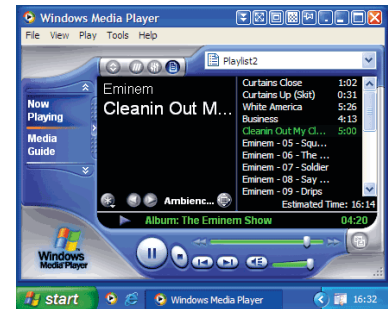 Windows Media Player
File View Play Tools Help
Playlist2
Now
Playing
Media
Guide
Eminem
Cleanin Out M...
Curtains Close 1:02
Curtains Up (Skit) 0:31
White America 5:26
Business 4:13
Cleanin Out My Cl... 5:00
Eminem - 05 - Squ...
Eminem - 06 - The ...
Eminem - 07 - Soldier
Eminem - 08 - Say ...
Eminem - 09 - Drips
Ambienc...
Estimated Time: 16:14
Album: The Eminem Show 04:20
Windows
Media Player
start
Windows Media Player
16:32